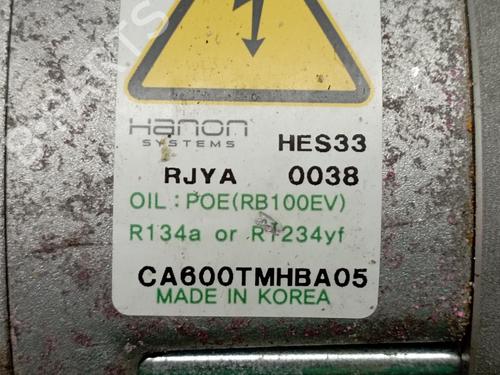 hanon
SYSTEMS
HES33
RJYA 0038
OIL : POE(RB100EV)
R134a or R1234yf
CA600TMHBA05
MADE IN KOREA